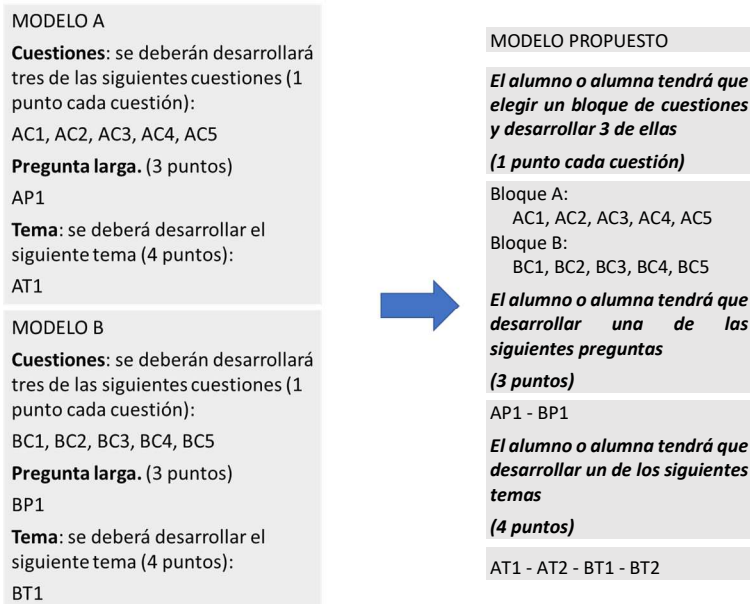 MODELO A
Cuestiones: se deberán desarrollará
tres de las siguientes cuestiones (1
punto cada cuestión):
AC1, AC2, AC3, AC4, AC5
Pregunta larga. (3 puntos)
AP1
Tema: se deberá desarrollar el
siguiente tema (4 puntos):
AT1
MODELO B
Cuestiones: se deberán desarrollará
tres de las siguientes cuestiones (1
punto cada cuestión):
BC1, BC2, BC3, BC4, BC5
Pregunta larga. (3 puntos)
BP1
Tema: se deberá desarrollar el
siguiente tema (4 puntos):
BT1
MODELO PROPUESTO
El alumno o alumna tendrá que
elegir un bloque de cuestiones
y desarrollar 3 de ellas
(1 punto cada cuestión)
Bloque A:
AC1, AC2, AC3, AC4, AC5
Bloque B:
BC1, BC2, BC3, BC4, BC5
El alumno o alumna tendrá que
desarrollar una de las
siguientes preguntas
(3 puntos)
AP1 - BP1
El alumno o alumna tendrá que
desarrollar un de los siguientes
temas
(4 puntos)
AT1 - AT2 - BT1 - BT2